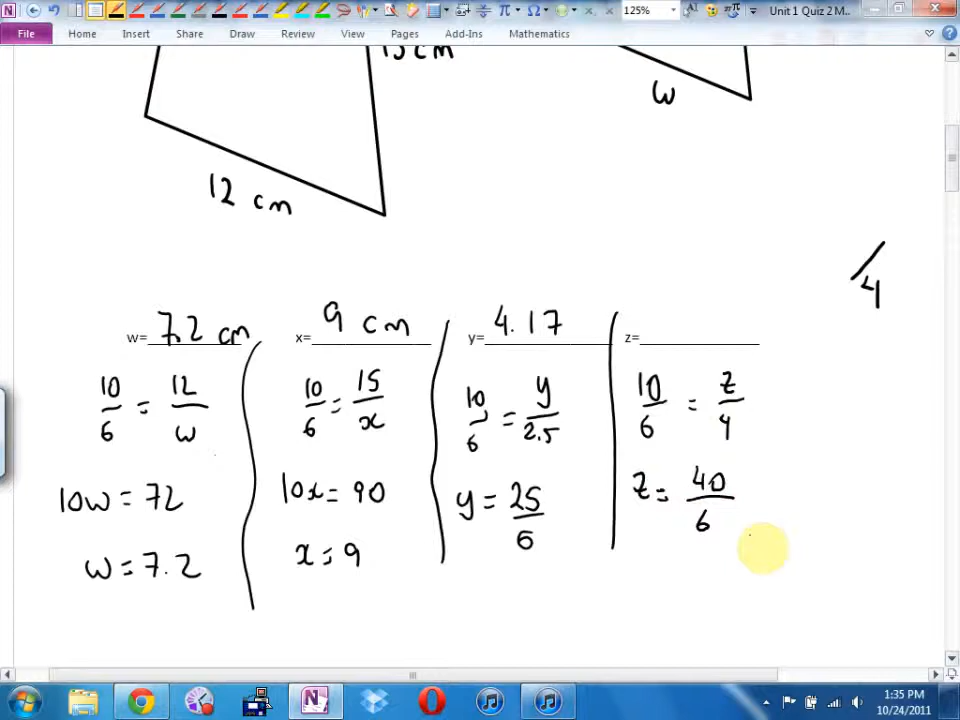 125%
Unit 1 Quiz 2 M..
File Home Insert Share Draw Review View Pages Add-Ins Mathematics
15 cm
w
12 cm
/4
w= 7.2 cm x= 9 cm y= 4.17 z=
10/6 = 12/w 10/6 = 15/x 10/6 = y/2.5 10/6 = z/4
10w = 72 10x = 90 y = 25/6 z = 40/6
w = 7.2 x = 9
1:35 PM
10/24/2011